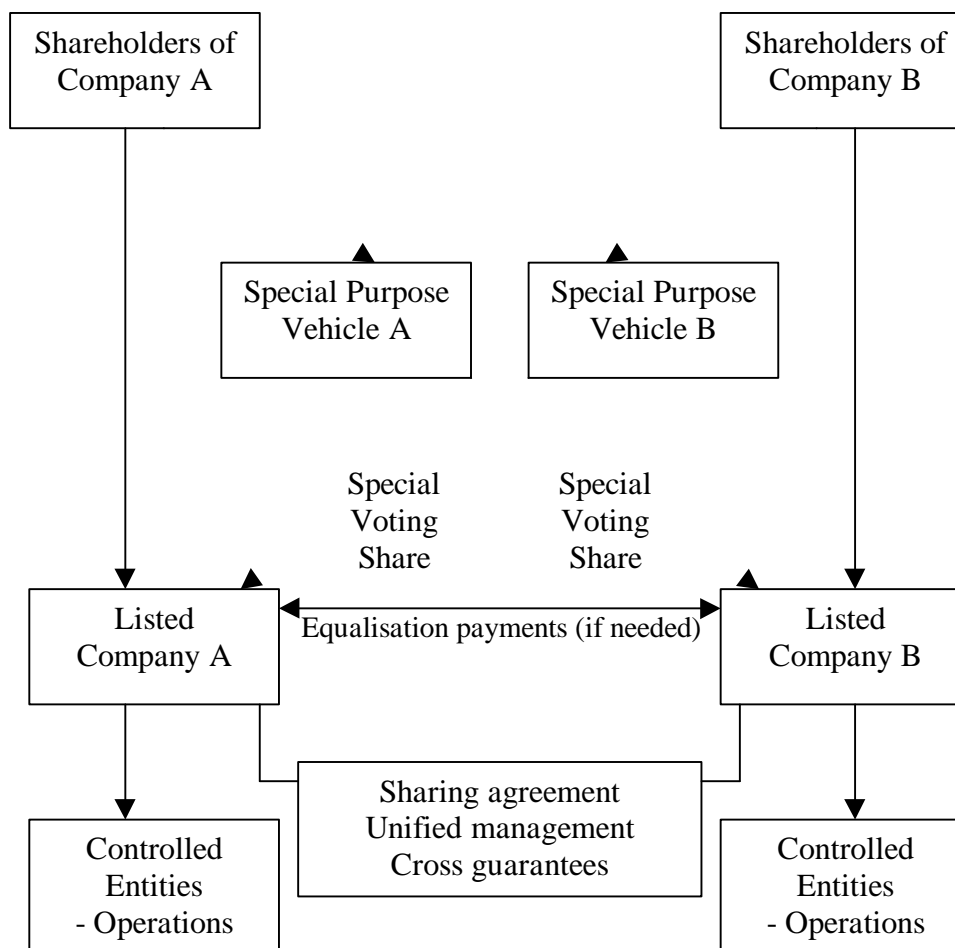 Shareholders of
Company A
Shareholders of
Company B
Special Purpose
Vehicle A
Special Purpose
Vehicle B
Special
Voting
Share
Special
Voting
Share
Listed
Company A
Equalisation payments (if needed)
Listed
Company B
Sharing agreement
Unified management
Cross guarantees
Controlled
Entities
- Operations
Controlled
Entities
- Operations